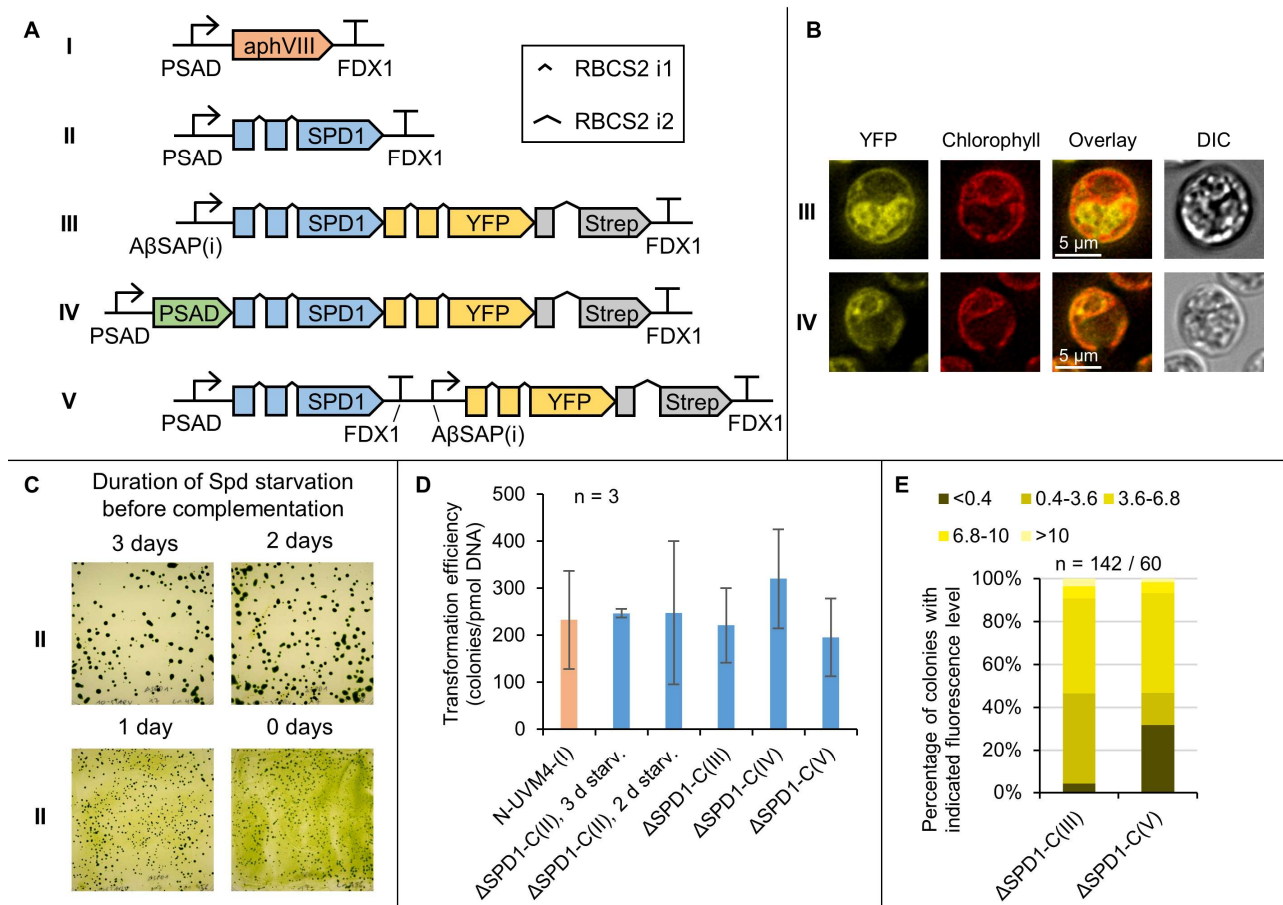 A
I
aphVIII
PSAD
FDX1
RBCS2 i1
RBCS2 i2
II
SPD1
PSAD
FDX1
III
SPD1
YFP
Strep
AβSAP(i)
FDX1
IV
PSAD
SPD1
YFP
Strep
PSAD
FDX1
V
SPD1
YFP
Strep
PSAD
FDX1
AβSAP(i)
FDX1
B
YFP
Chlorophyll
Overlay
DIC
III
5 µm
IV
5 µm
C
Duration of Spd starvation
before complementation
3 days
2 days
II
1 day
0 days
II
D
n = 3
Transformation efficiency
(colonies/pmol DNA)
500
400
300
200
100
0
N-UVM4-(I)
ΔSPD1-C(II), 3 d starv.
ΔSPD1-C(II), 2 d starv.
ΔSPD1-C(III)
ΔSPD1-C(IV)
ΔSPD1-C(V)
E
<0.4
0.4-3.6
3.6-6.8
6.8-10
>10
n = 142 / 60
Percentage of colonies with
indicated fluorescence level
100%
80%
60%
40%
20%
0%
ΔSPD1-C(III)
ΔSPD1-C(V)